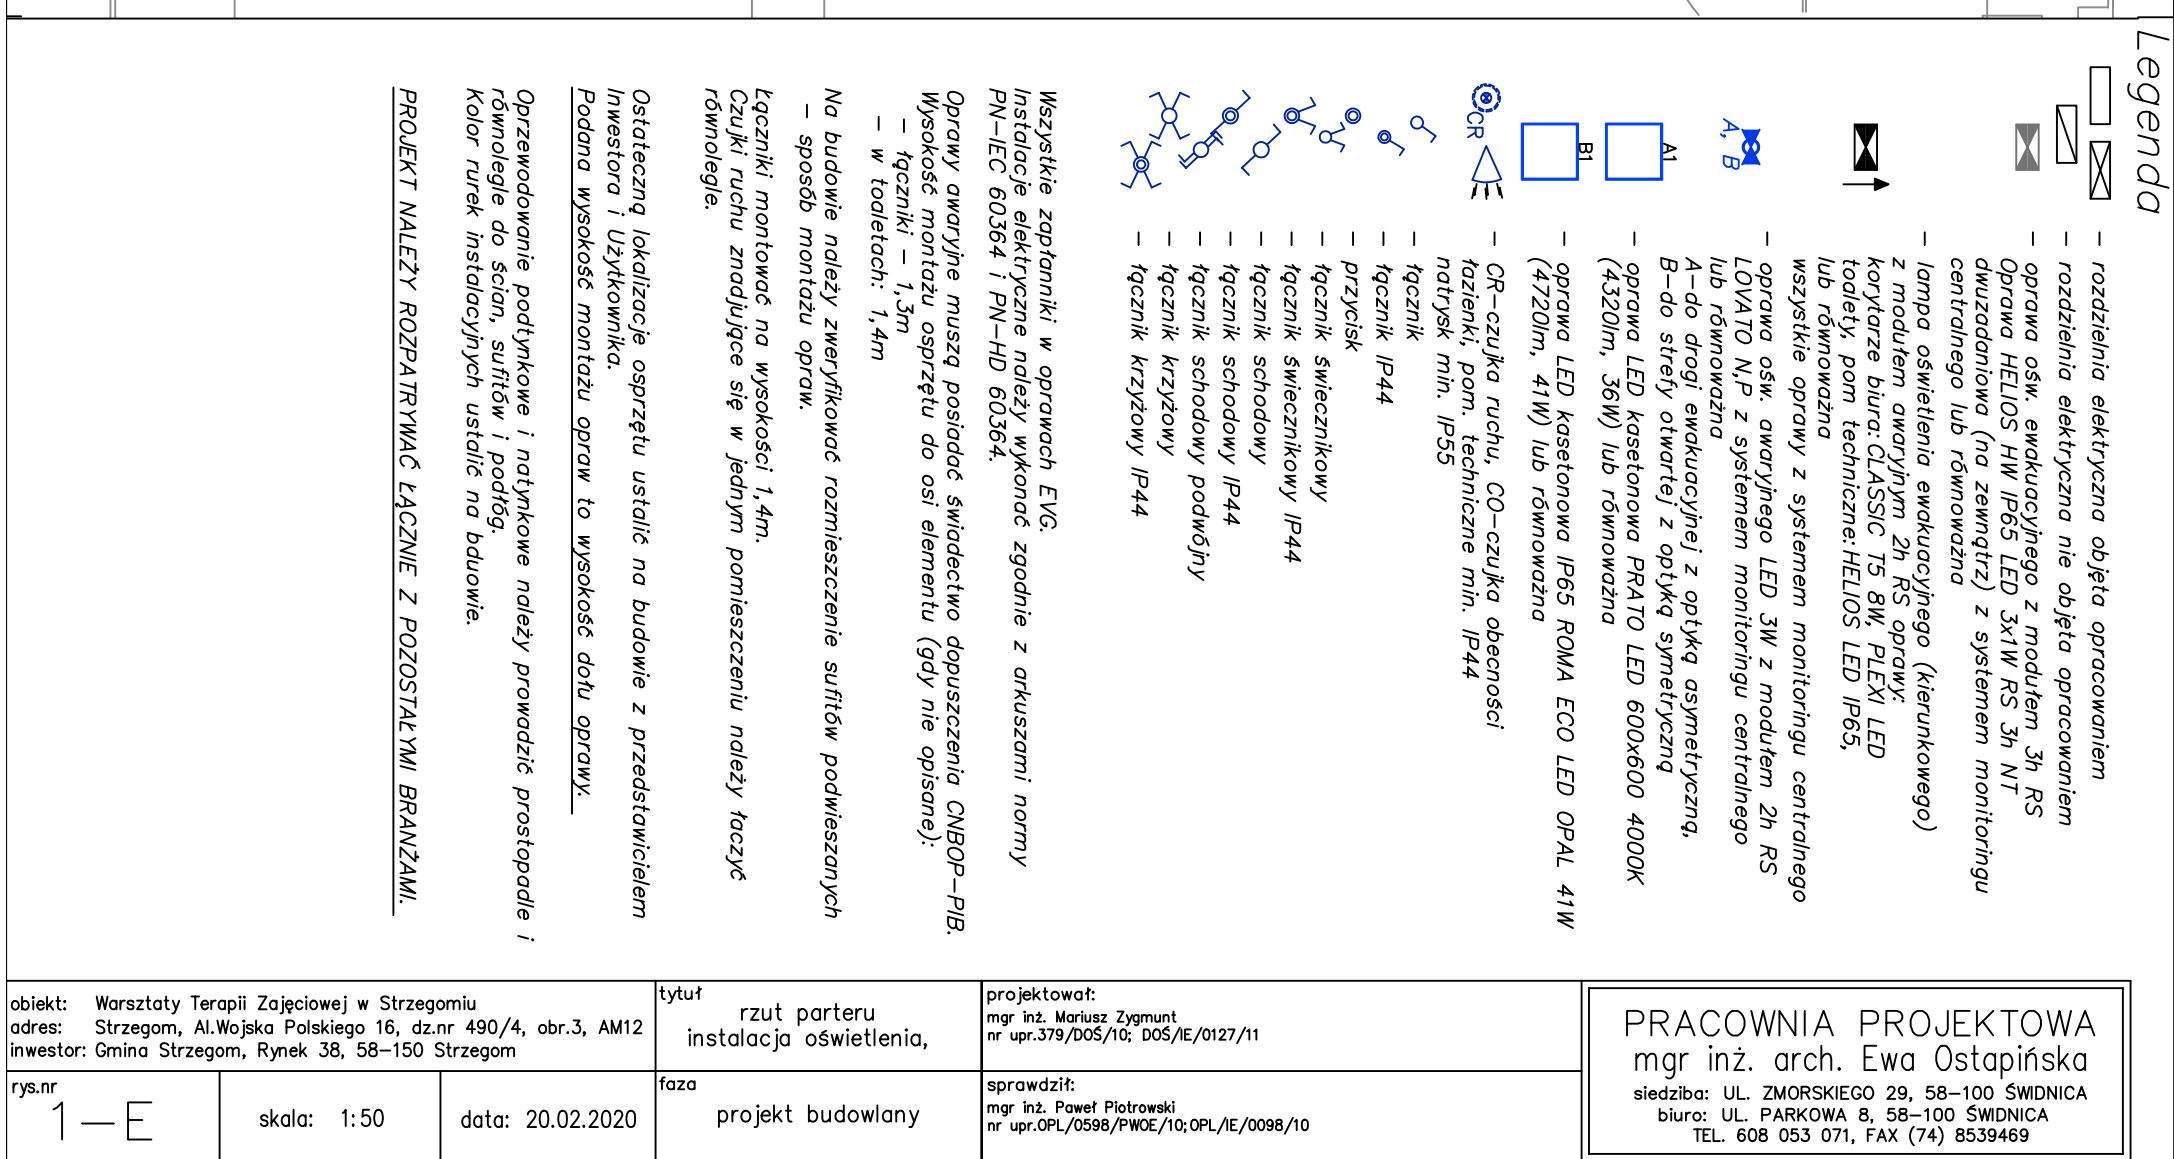 Legenda
– rozdzielnia elektryczna objęta opracowaniem
– rozdzielnia elektryczna nie objęta opracowaniem
– oprawa ośw. ewakuacyjnego z modułem 3h RS
Oprawa HELIOS HW IP65 LED 3x1W RS 3h NT
dwuzadaniowa (na zewnątrz) z systemem monitoringu
centralnego lub równoważna
– lampa oświetlenia ewakuacyjnego (kierunkowego)
z modułem awaryjnym 2h RS oprawy:
korytarze biura: CLASSIC T5 8W, PLEXI LED
toalety, pom techniczne: HELIOS LED IP65,
lub równoważna
wszystkie oprawy z systemem monitoringu centralnego
A, B
– oprawa ośw. awaryjnego LED 3W z modułem 2h RS
LOVATO N,P z systemem monitoringu centralnego
lub równoważna
A–do drogi ewakuacyjnej z optyką asymetryczną,
B–do strefy otwartej z optyką symetryczną
A1
– oprawa LED kasetonowa PRATO LED 600x600 4000K
(4320lm, 36W) lub równoważna
B1
– oprawa LED kasetonowa IP65 ROMA ECO LED OPAL 41W
(4720lm, 41W) lub równoważna
CR
– CR–czujka ruchu, CO–czujka obecności
łazienki, pom. techniczne min. IP44
natrysk min. IP55
– łącznik
– łącznik IP44
– przycisk
– łącznik świecznikowy
– łącznik świecznikowy IP44
– łącznik schodowy
– łącznik schodowy IP44
– łącznik schodowy podwójny
– łącznik krzyżowy
– łącznik krzyżowy IP44
Wszystkie zapłanniki w oprawach EVG.
Instalacje elektryczne należy wykonać zgodnie z arkuszami normy
PN–IEC 60364 i PN–HD 60364.
Oprawy awaryjne muszą posiadać świadectwo dopuszczenia CNBOP–PIB.
Wysokość montażu osprzętu do osi elementu (gdy nie opisane):
– łączniki – 1,3m
– w toaletach: 1,4m
Na budowie należy zweryfikować rozmieszczenie sufitów podwieszanych
– sposób montażu opraw.
Łączniki montować na wysokości 1,4m.
Czujki ruchu znadjujące się w jednym pomieszczeniu należy łaczyć
równolegle.
Ostateczną lokalizacje osprzętu ustalić na budowie z przedstawicielem
Inwestora i Użytkownika.
Podana wysokość montażu opraw to wysokość dołu oprawy.
Oprzewodowanie podtynkowe i natynkowe należy prowadzić prostopadle i
równolegle do ścian, sufitów i podłóg.
Kolor rurek instalacyjnych ustalić na bduowie.
PROJEKT NALEŻY ROZPATRYWAĆ ŁĄCZNIE Z POZOSTAŁYMI BRANŻAMI.
obiekt: Warsztaty Terapii Zajęciowej w Strzegomiu
adres: Strzegom, Al.Wojska Polskiego 16, dz.nr 490/4, obr.3, AM12
inwestor: Gmina Strzegom, Rynek 38, 58–150 Strzegom
rys.nr
1–E
skala: 1:50
data: 20.02.2020
tytuł
rzut parteru
instalacja oświetlenia,
faza
projekt budowlany
projektował:
mgr inż. Mariusz Zygmunt
nr upr.379/DOŚ/10; DOŚ/IE/0127/11
sprawdził:
mgr inż. Paweł Piotrowski
nr upr.OPL/0598/PWOE/10; OPL/IE/0098/10
PRACOWNIA PROJEKTOWA
mgr inż. arch. Ewa Ostapińska
siedziba: UL. ZMORSKIEGO 29, 58–100 ŚWIDNICA
biuro: UL. PARKOWA 8, 58–100 ŚWIDNICA
TEL. 608 053 071, FAX (74) 8539469